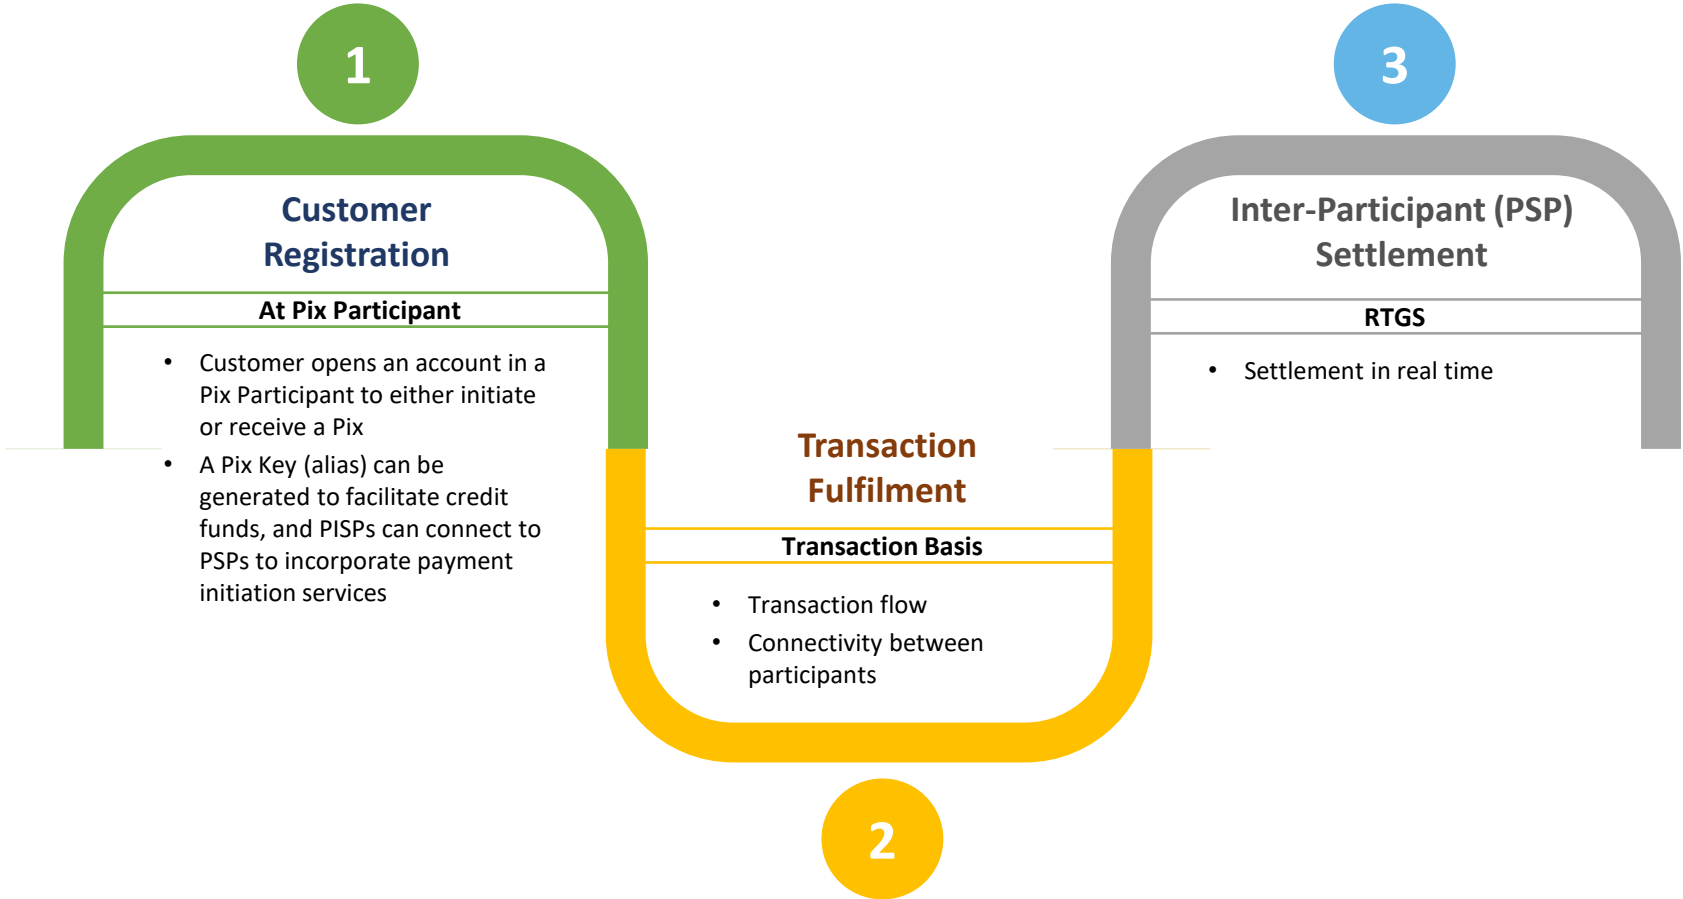 1
Customer
Registration
At Pix Participant
• Customer opens an account in a
Pix Participant to either initiate
or receive a Pix
• A Pix Key (alias) can be
generated to facilitate credit
funds, and PISPs can connect to
PSPs to incorporate payment
initiation services
Transaction
Fulfilment
Transaction Basis
• Transaction flow
• Connectivity between
participants
2
3
Inter-Participant (PSP)
Settlement
RTGS
• Settlement in real time